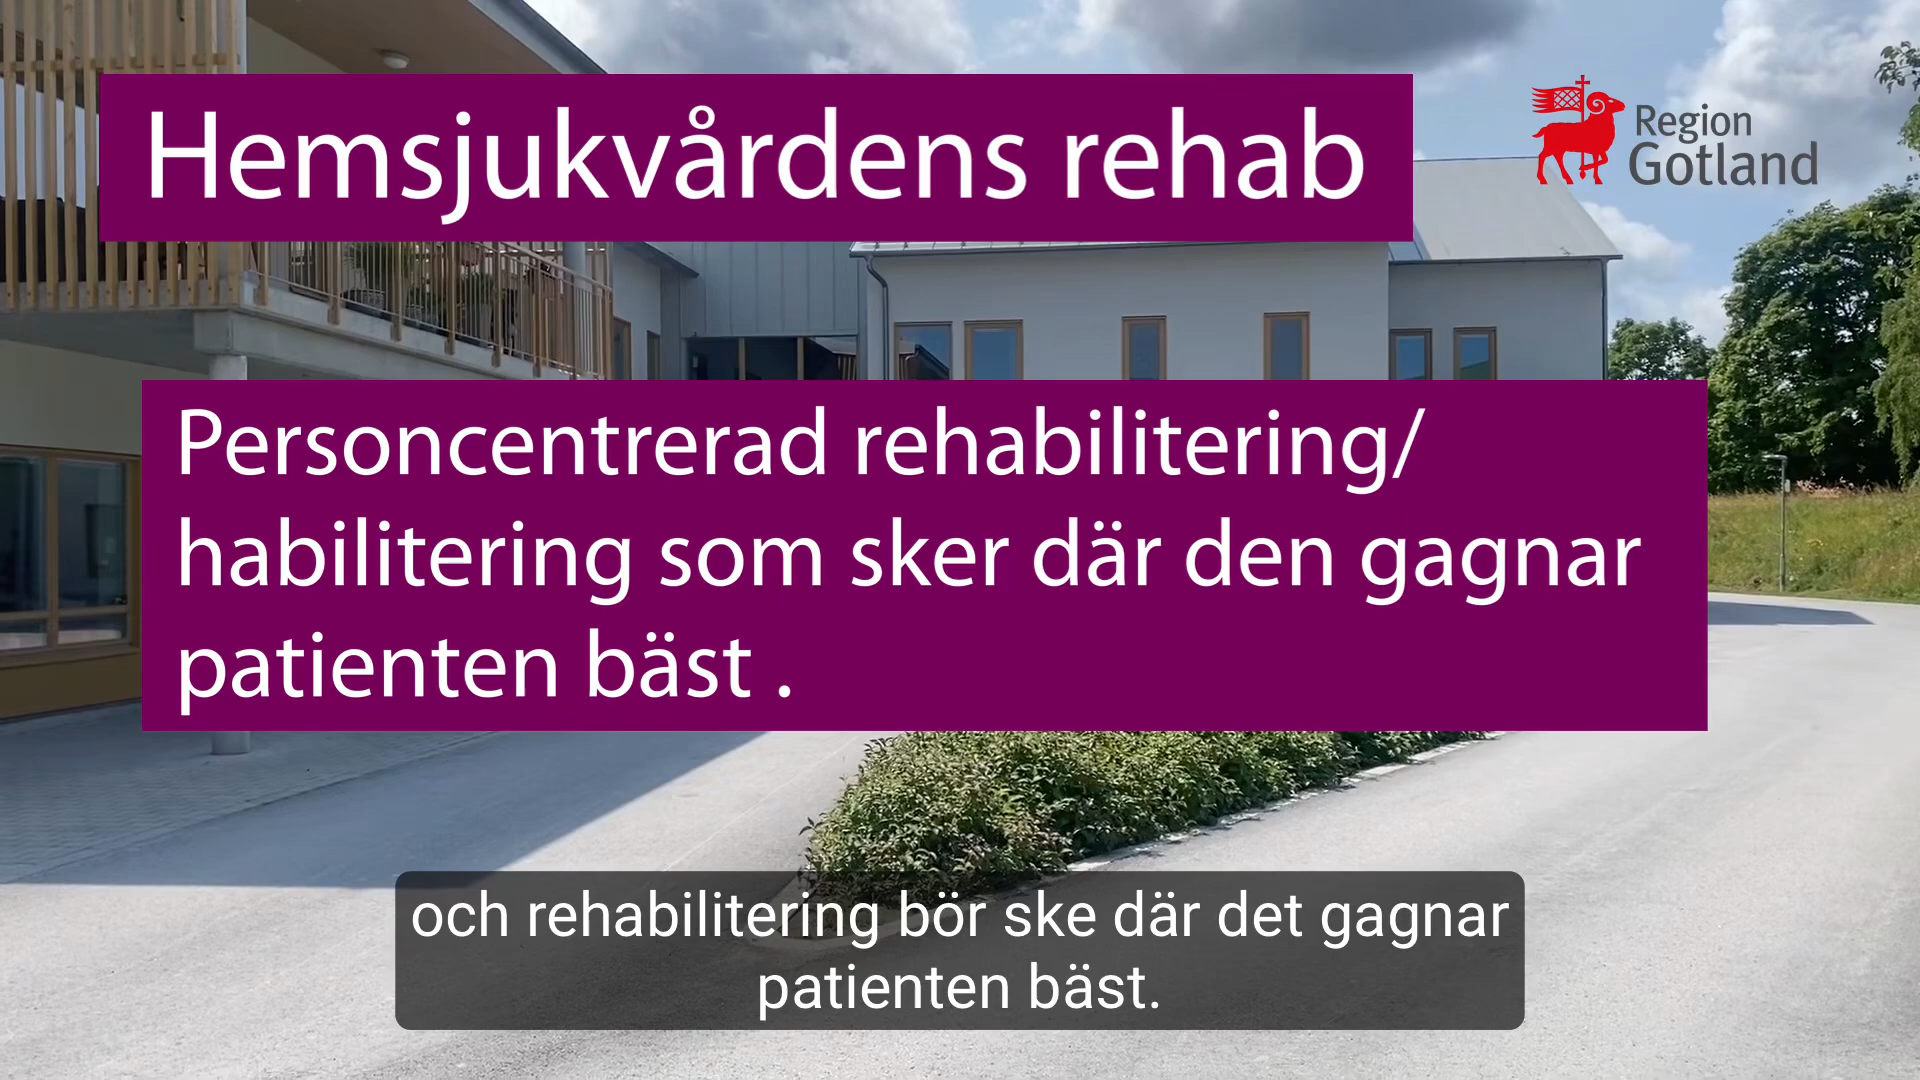 Hemsjukvårdens rehab
Region
Gotland
Personcentrerad rehabilitering/
habilitering som sker där den gagnar
patienten bäst .
och rehabilitering bör ske där det gagnar
patienten bäst.